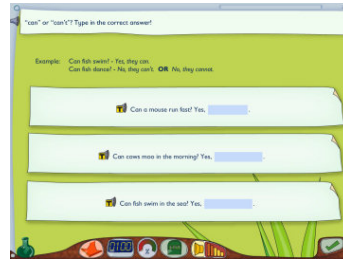 "can" or "can't"? Type in the correct answer!
Example: Can fish swim? - Yes, they can.
Can fish dance? - No, they can't. OR No, they cannot.
Can a mouse run fast? Yes, .
Can cows moo in the morning? Yes, .
Can fish swim in the sea? Yes, .